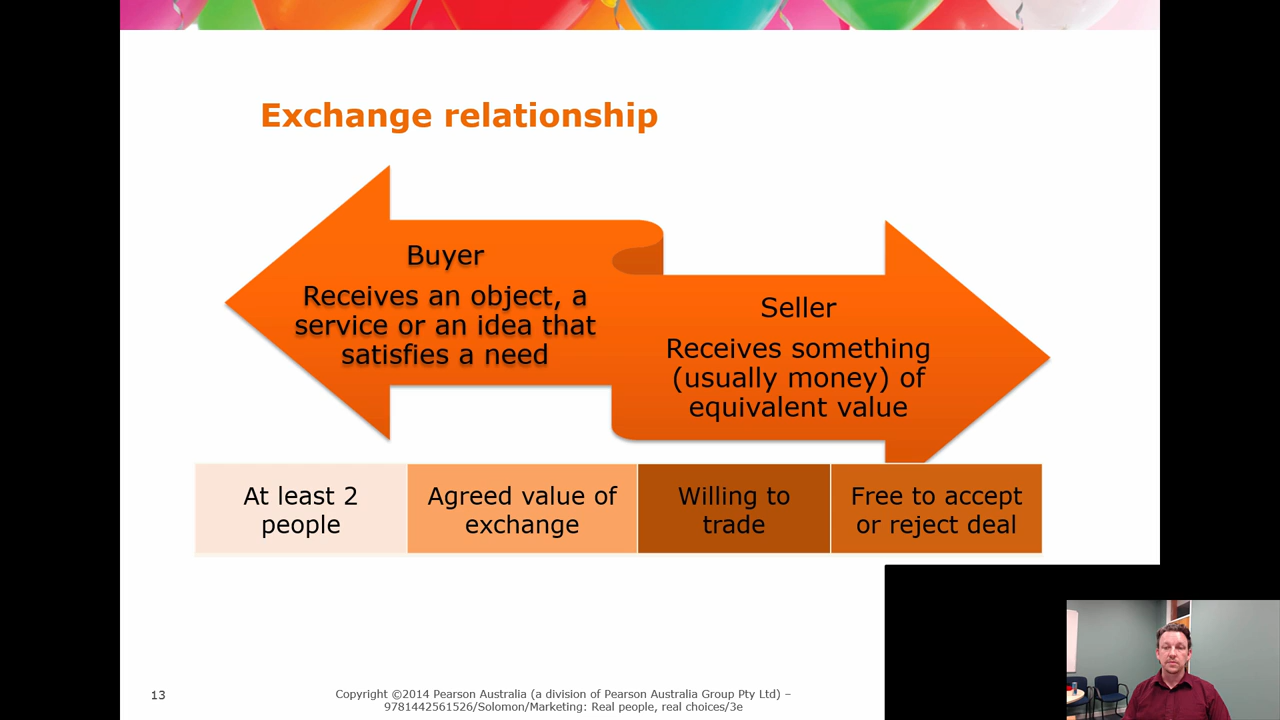 Exchange relationship
Buyer
Receives an object, a
service or an idea that
satisfies a need
Seller
Receives something
(usually money) of
equivalent value
At least 2
people
Agreed value of
exchange
Willing to
trade
Free to accept
or reject deal
13
Copyright ©2014 Pearson Australia (a division of Pearson Australia Group Pty Ltd) –
9781442561526/Solomon/Marketing: Real people, real choices/3e